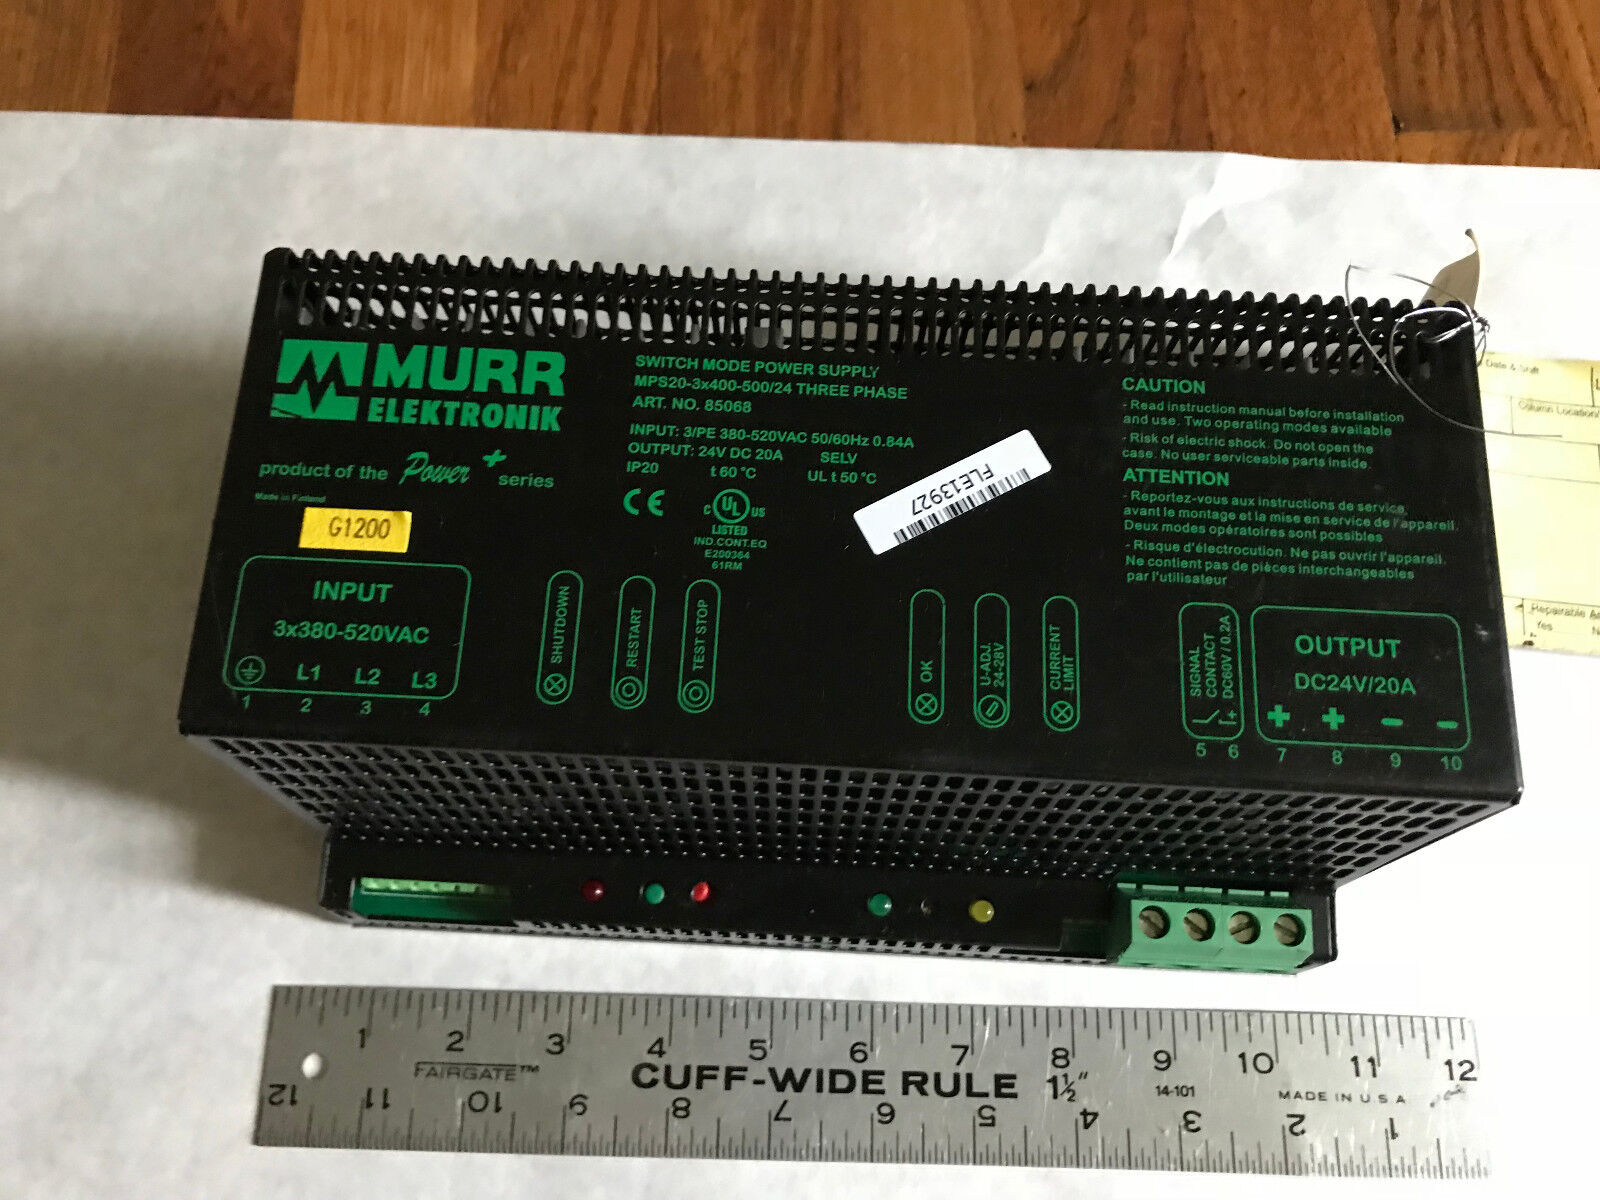 MURR
ELEKTRONIK
product of the Power + series
Made in Finland
G1200
SWITCH MODE POWER SUPPLY
MPS20-3x400-500/24 THREE PHASE
ART. NO. 85068
INPUT: 3/PE 380-520VAC 50/60Hz 0.84A
OUTPUT: 24V DC 20A SELV
IP20 t 60 °C UL t 50 °C
CE
C UL US
LISTED
IND.CONT.EQ
E200364
61RM
FLE13927
CAUTION
- Read instruction manual before installation
and use. Two operating modes available
- Risk of electric shock. Do not open the
case. No user serviceable parts inside.
ATTENTION
- Reportez-vous aux instructions de service,
avant le montage et la mise en service de l'appareil.
Deux modes opératoires sont possibles
- Risque d'électrocution. Ne pas ouvrir l'appareil.
Ne contient pas de pièces interchangeables
par l'utilisateur
INPUT
3x380-520VAC
L1 L2 L3
1 2 3 4
SHUTDOWN
RESTART
TEST STOP
OK
U-ADJ.
24-28V
CURRENT
LIMIT
SIGNAL
CONTACT
DC60V / 0.2A
5 6
OUTPUT
DC24V/20A
+ + - -
7 8 9 10
Date & Shift
Column Location/
Repairable
Yes
1 2 3 4 5 6 7 8 9 10 11 12
FAIRGATE™
CUFF-WIDE RULE 1½"
14-101
MADE IN U.S.A
12 11 10 9 8 7 6 5 4 3 2 1